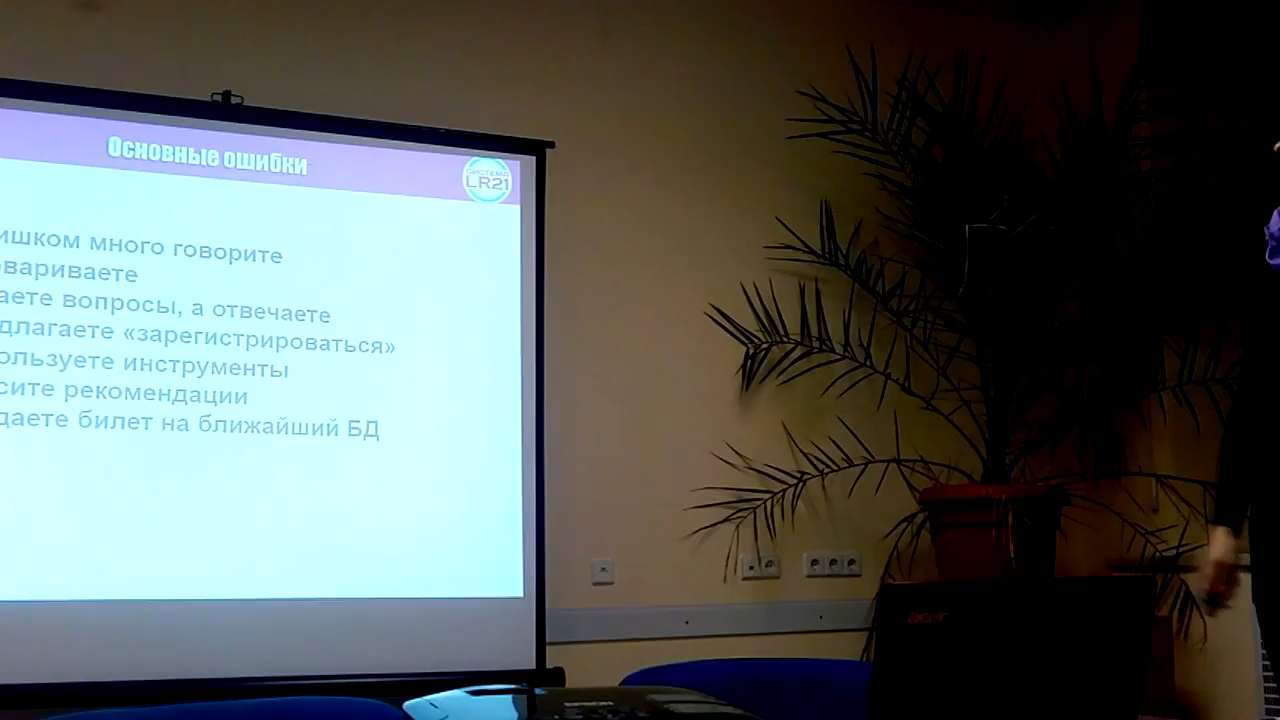 Основные ошибки
СИСТЕМА
LR21
ишком много говорите
овариваете
аете вопросы, а отвечаете
длагаете «зарегистрироваться»
ользуете инструменты
сите рекомендации
даете билет на ближайший БД
acer
EPSON